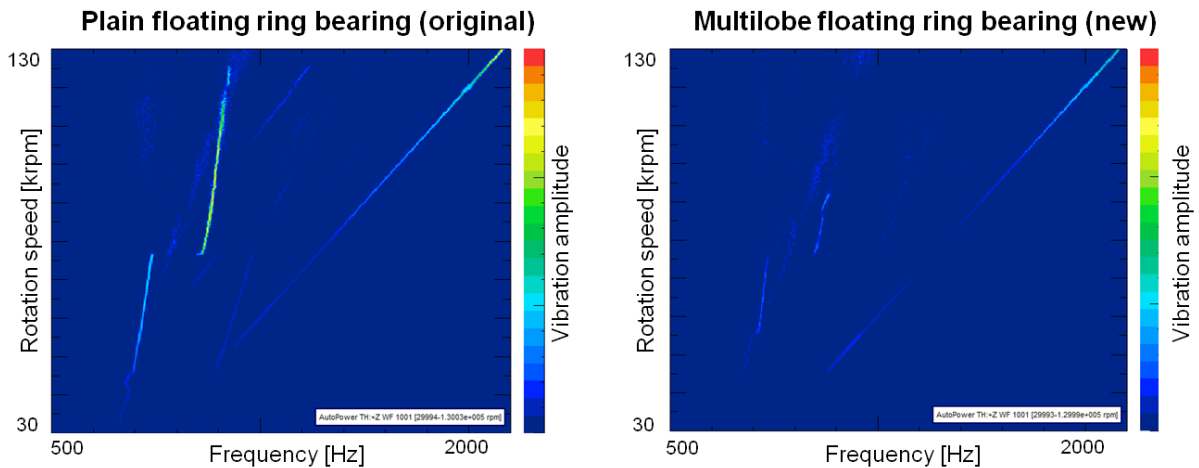 Plain floating ring bearing (original)
130
Rotation speed [krpm]
30
500
Frequency [Hz]
2000
Vibration amplitude
AutoPower TH:+Z WF 1001 [29994-1.3003e+005 rpm]
Multilobe floating ring bearing (new)
130
Rotation speed [krpm]
30
500
Frequency [Hz]
2000
Vibration amplitude
AutoPower TH:+Z WF 1001 [29993-1.2999e+005 rpm]